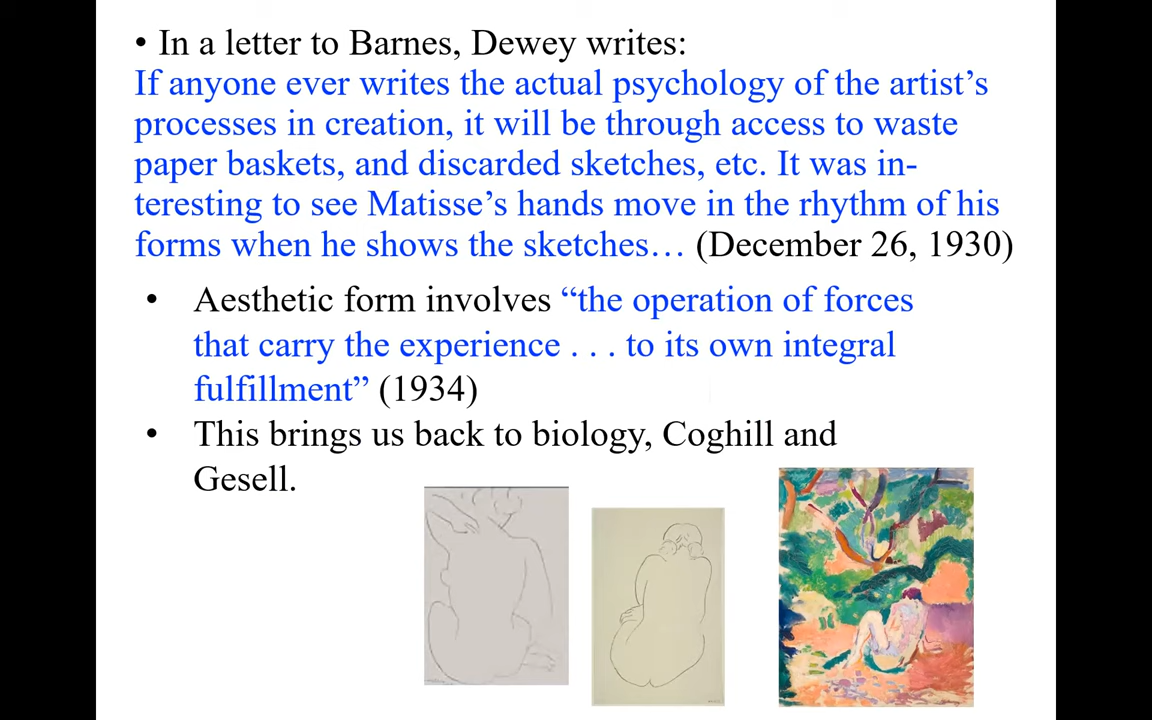 • In a letter to Barnes, Dewey writes:
If anyone ever writes the actual psychology of the artist’s
processes in creation, it will be through access to waste
paper baskets, and discarded sketches, etc. It was in-
teresting to see Matisse’s hands move in the rhythm of his
forms when he shows the sketches… (December 26, 1930)
• Aesthetic form involves “the operation of forces
that carry the experience . . . to its own integral
fulfillment” (1934)
• This brings us back to biology, Coghill and
Gesell.